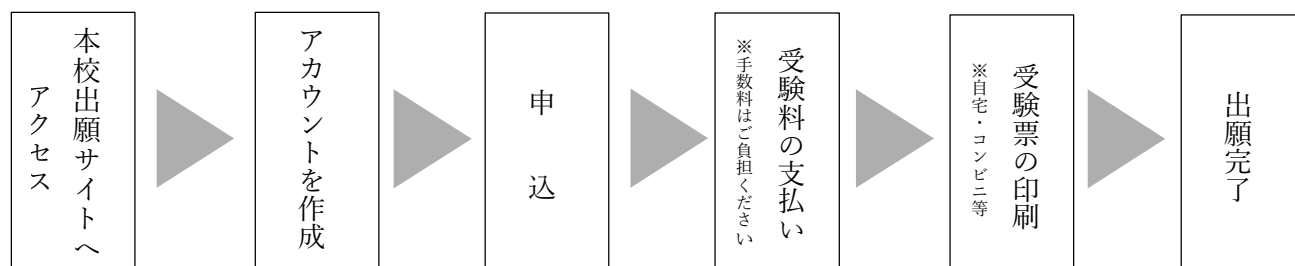 本校出願サイトへ
アクセス
アカウントを作成
申込
受験料の支払い
※手数料はご負担ください
受験票の印刷
※自宅・コンビニ等
出願完了